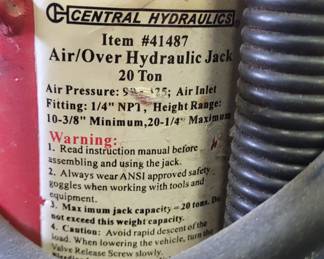 CENTRAL HYDRAULICS
Item #41487
Air/Over Hydraulic Jack
20 Ton
Air Pressure: Air Inlet
Fitting: 1/4" NPT, Height Range:
10-3/8" Minimum,20-1/4" Maximum
Warning:
1. Read instruction manual before
assembling and using the jack.
2. Always wear ANSI approved safety
goggles when working with tools and
equipment.
3. Maximum jack capacity = 20 tons. Do
not exceed this weight capacity.
4. Caution: Avoid rapid descent of the
load. When lowering the vehicle, turn the
Valve Release Screw slowly.